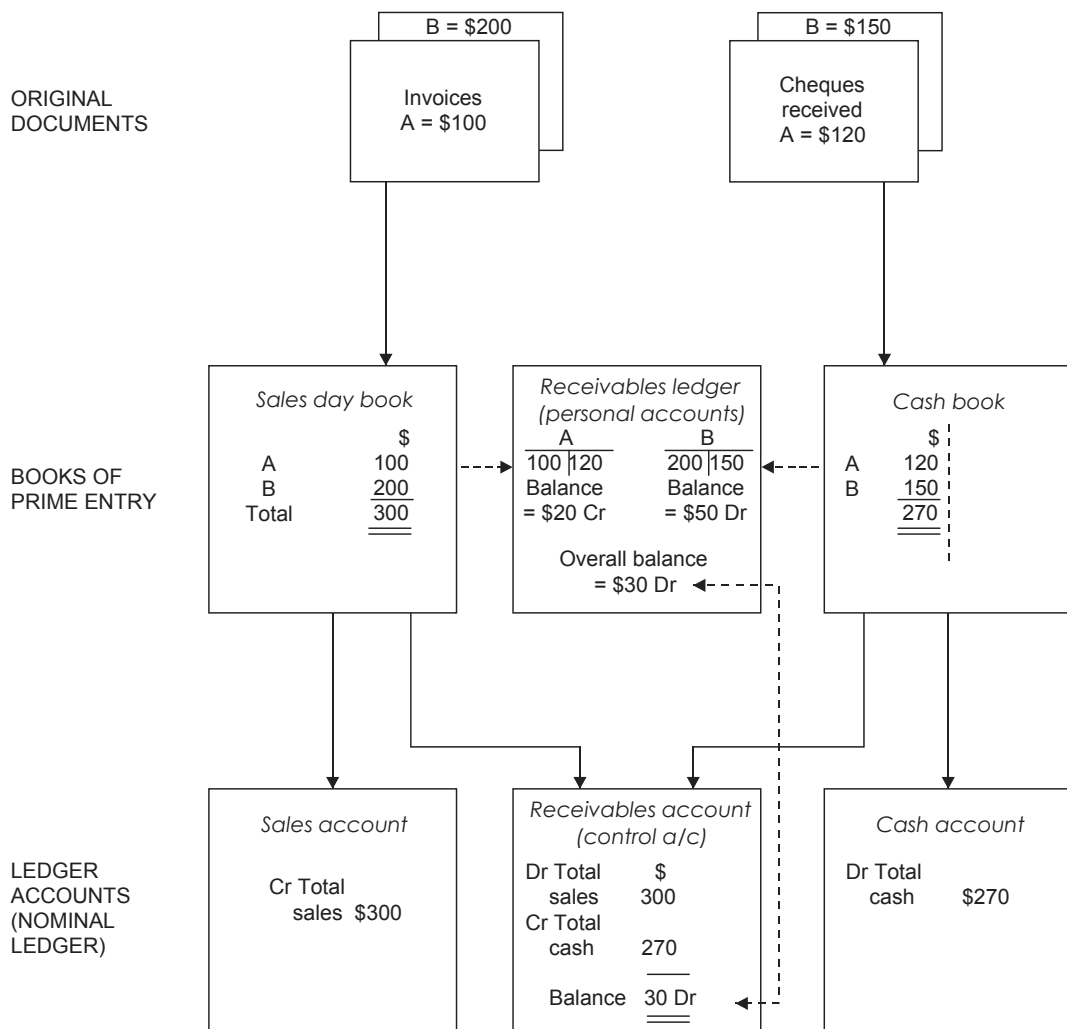 B = $200
Invoices
A = $100
B = $150
Cheques
received
A = $120
ORIGINAL
DOCUMENTS
BOOKS OF
PRIME ENTRY
Sales day book
$
A 100
B 200
Total 300
Receivables ledger
(personal accounts)
A B
100 120 200 150
Balance Balance
= $20 Cr = $50 Dr
Overall balance
= $30 Dr
Cash book
$
A 120
B 150
270
LEDGER
ACCOUNTS
(NOMINAL
LEDGER)
Sales account
Cr Total
sales $300
Receivables account
(control a/c)
Dr Total $
sales 300
Cr Total
cash 270
Balance 30 Dr
Cash account
Dr Total
cash $270